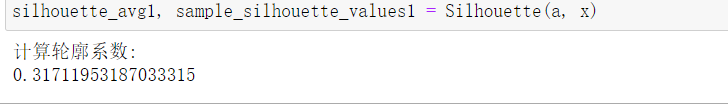 silhouette_avg1, sample_silhouette_values1 = Silhouette(a, x)
计算轮廓系数:
0.31711953187033315